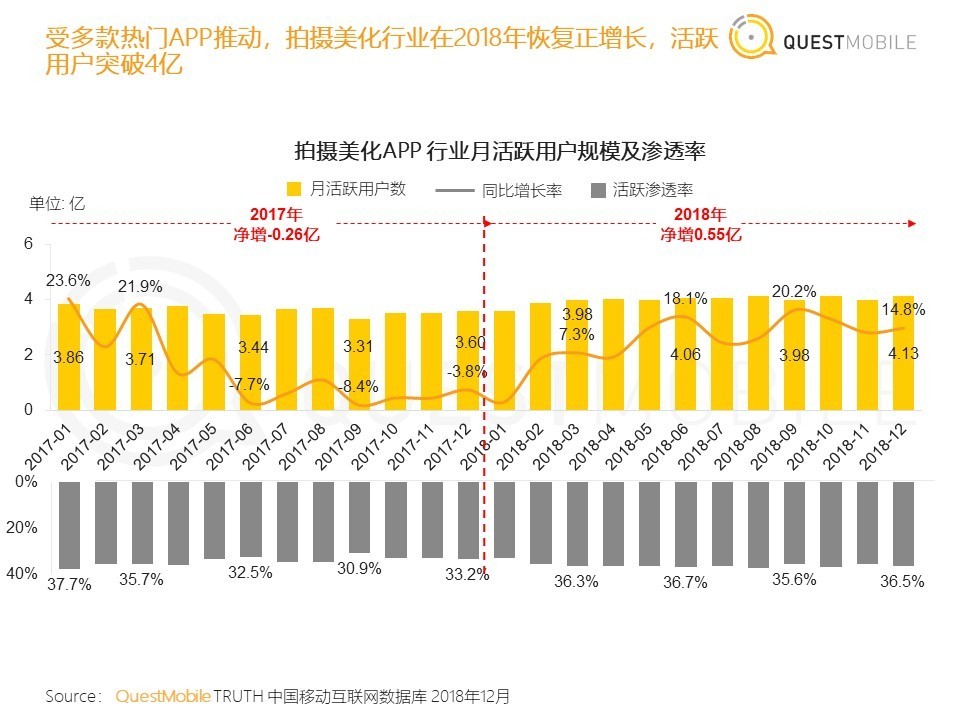 受多款热门APP推动，拍摄美化行业在2018年恢复正增长，活跃
用户突破4亿
QUESTMOBILE
拍摄美化APP 行业月活跃用户规模及渗透率
月活跃用户数 同比增长率 活跃渗透率
单位: 亿
2017年
净增-0.26亿
2018年
净增0.55亿
6
4
2
0
23.6% 21.9% -7.7% -8.4% -3.8% 7.3% 18.1% 20.2% 14.8%
3.86 3.71 3.44 3.31 3.60 3.98 4.06 3.98 4.13
2017-01 2017-02 2017-03 2017-04 2017-05 2017-06 2017-07 2017-08 2017-09 2017-10 2017-11 2017-12 2018-01 2018-02 2018-03 2018-04 2018-05 2018-06 2018-07 2018-08 2018-09 2018-10 2018-11 2018-12
0%
20%
40%
37.7% 35.7% 32.5% 30.9% 33.2% 36.3% 36.7% 35.6% 36.5%
QUESTMOBILE
Source： QuestMobile TRUTH 中国移动互联网数据库 2018年12月